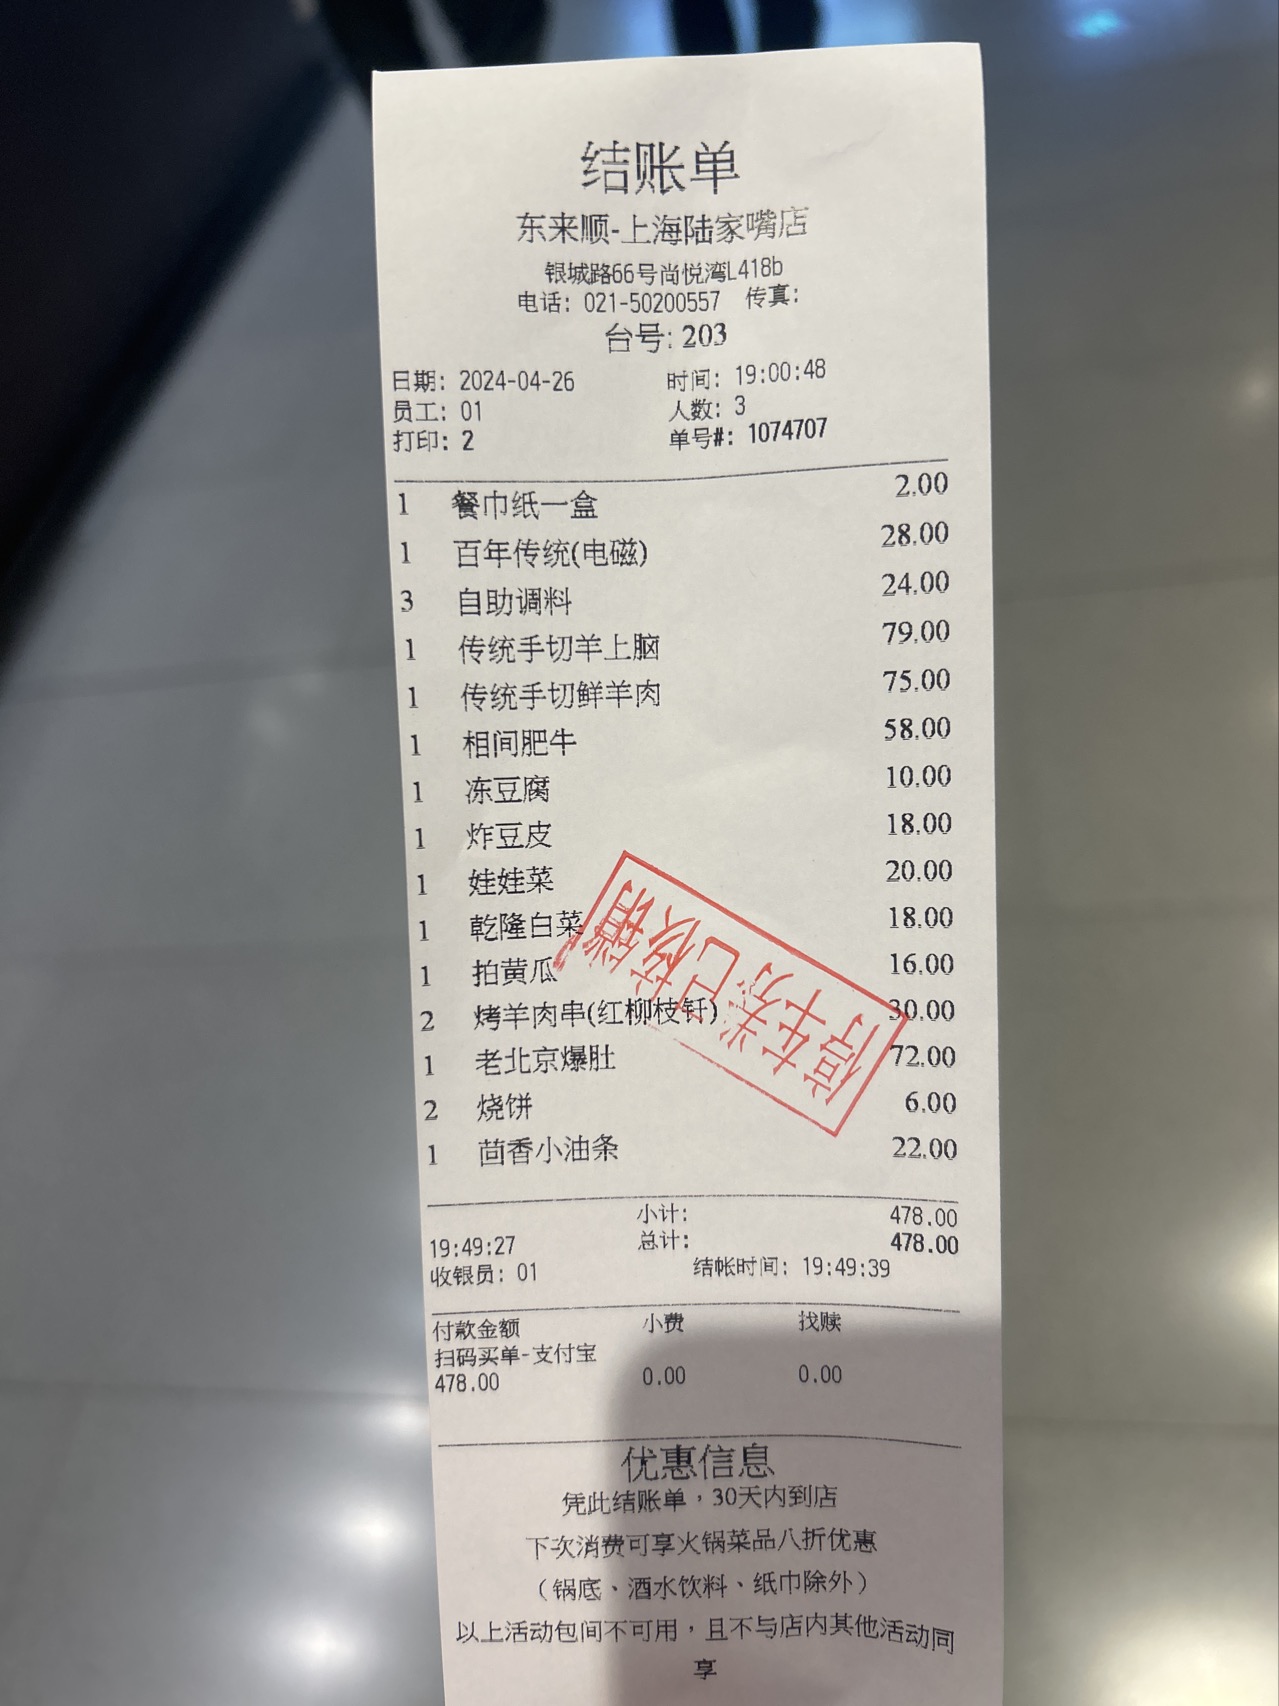 结账单
东来顺-上海陆家嘴店
银城路66号尚悦湾L418b
电话: 021-50200557 传真:
台号: 203
日期: 2024-04-26 时间: 19:00:48
员工: 01 人数: 3
打印: 2 单号#: 1074707
1 餐巾纸一盒 2.00
1 百年传统(电磁) 28.00
3 自助调料 24.00
1 传统手切羊上脑 79.00
1 传统手切鲜羊肉 75.00
1 相间肥牛 58.00
1 冻豆腐 10.00
1 炸豆皮 18.00
1 娃娃菜 20.00
1 乾隆白菜 18.00
1 拍黄瓜 16.00
2 烤羊肉串(红柳枝钎) 30.00
1 老北京爆肚 72.00
2 烧饼 6.00
1 茴香小油条 22.00
停车券已核销
小计: 478.00
19:49:27 总计: 478.00
收银员: 01 结帐时间: 19:49:39
付款金额 小费 找赎
扫码买单-支付宝
478.00 0.00 0.00
优惠信息
凭此结账单，30天内到店
下次消费可享火锅菜品八折优惠
（锅底、酒水饮料、纸巾除外）
以上活动包间不可用，且不与店内其他活动同
享